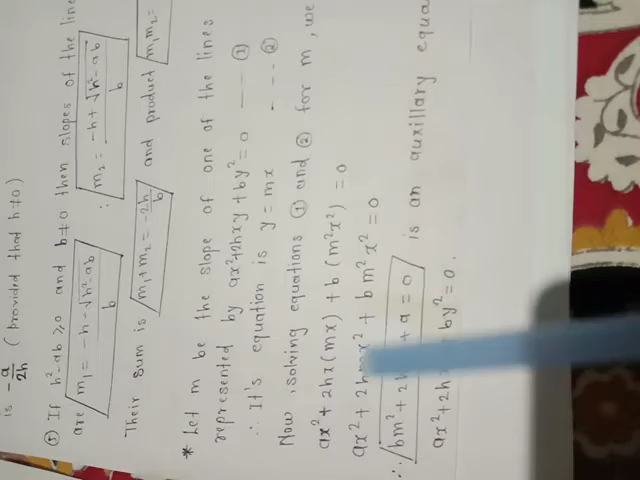 is -a/2h (provided that h≠0)
⑤ If h²-ab ≥0 and b≠0 then slopes of the line
are m₁ = -h-√h²-ab / b ; m₂ = -h+√h²-ab / b
Their sum is m₁+m₂ = -2h/b and product m₁m₂ =
* Let m be the slope of one of the lines
represented by ax²+2hxy+by²=0 --- ①
∴ It's equation is y=mx --- ②
Now, solving equations ① and ② for m, we
ax²+2hx(mx)+b(m²x²)=0
ax²+2hmx²+bm²x²=0
∴ bm²+2h +a=0 is an auxillary equa
ax²+2h by²=0.